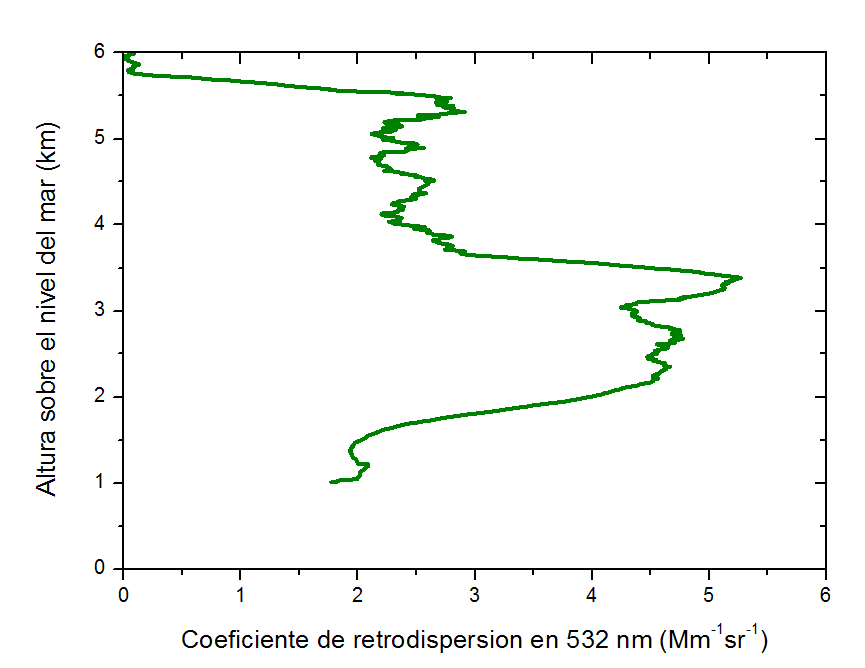 6
5
4
3
2
1
0
0 1 2 3 4 5 6
Altura sobre el nivel del mar (km)
Coeficiente de retrodispersion en 532 nm (Mm⁻¹sr⁻¹)